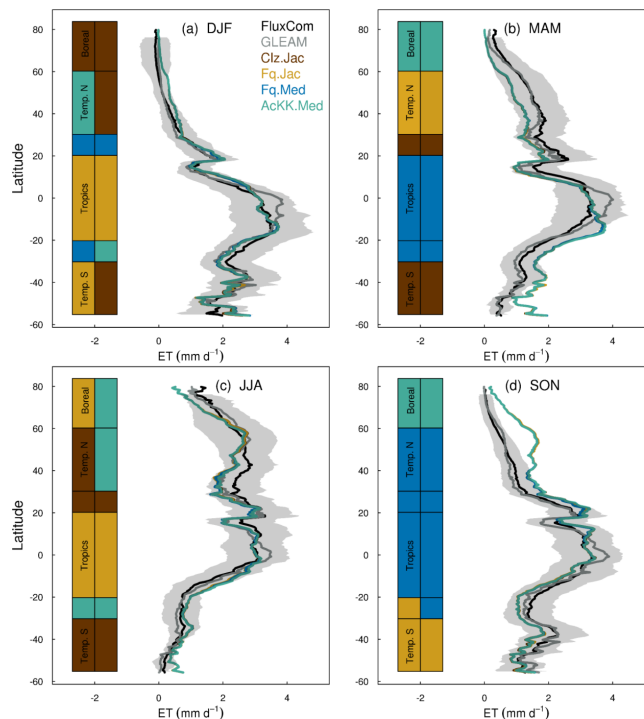 (a) DJF
FluxCom
GLEAM
Clz.Jac
Fq.Jac
Fq.Med
AcKK.Med
Boreal
Temp. N
Tropics
Temp. S
Latitude
80
60
40
20
0
-20
-40
-60
-2 0 2 4
ET (mm d⁻¹)
(b) MAM
80
60
40
20
0
-20
-40
-60
-2 0 2 4
ET (mm d⁻¹)
(c) JJA
Boreal
Temp. N
Tropics
Temp. S
Latitude
80
60
40
20
0
-20
-40
-60
-2 0 2 4
ET (mm d⁻¹)
(d) SON
80
60
40
20
0
-20
-40
-60
-2 0 2 4
ET (mm d⁻¹)
Boreal
Temp. N
Tropics
Temp. S
Boreal
Temp. N
Tropics
Temp. S